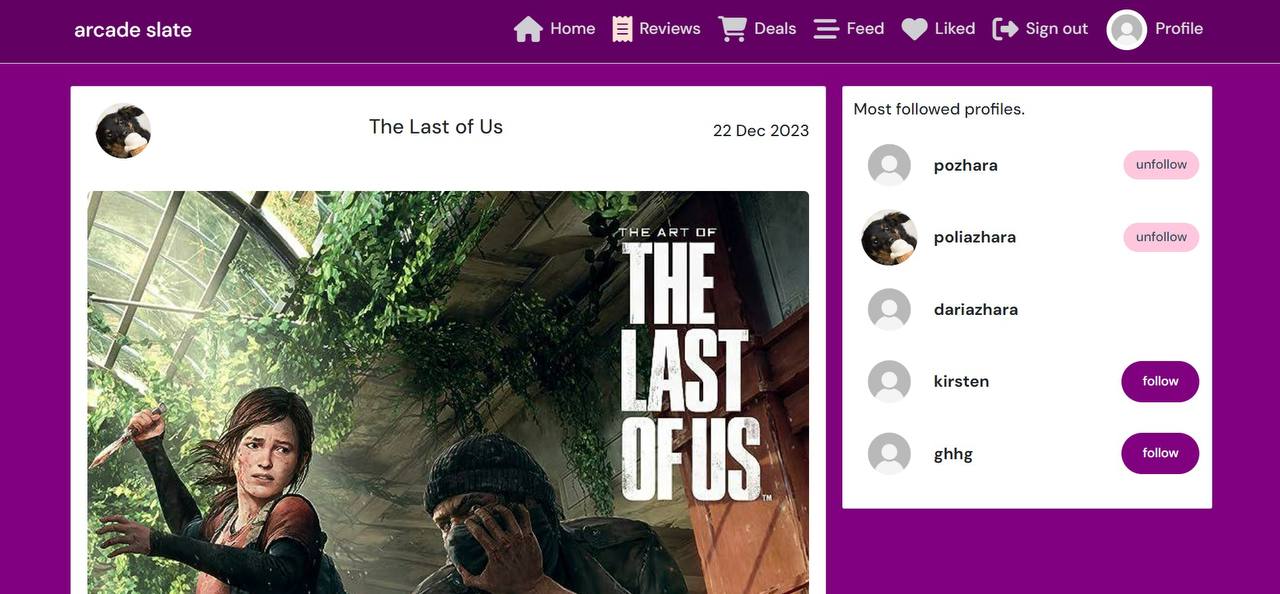 arcade slate
Home
Reviews
Deals
Feed
Liked
Sign out
Profile
The Last of Us
22 Dec 2023
THE ART OF
THE
LAST
OF US
TM
Most followed profiles.
pozhara
unfollow
poliazhara
unfollow
dariazhara
kirsten
follow
ghhg
follow